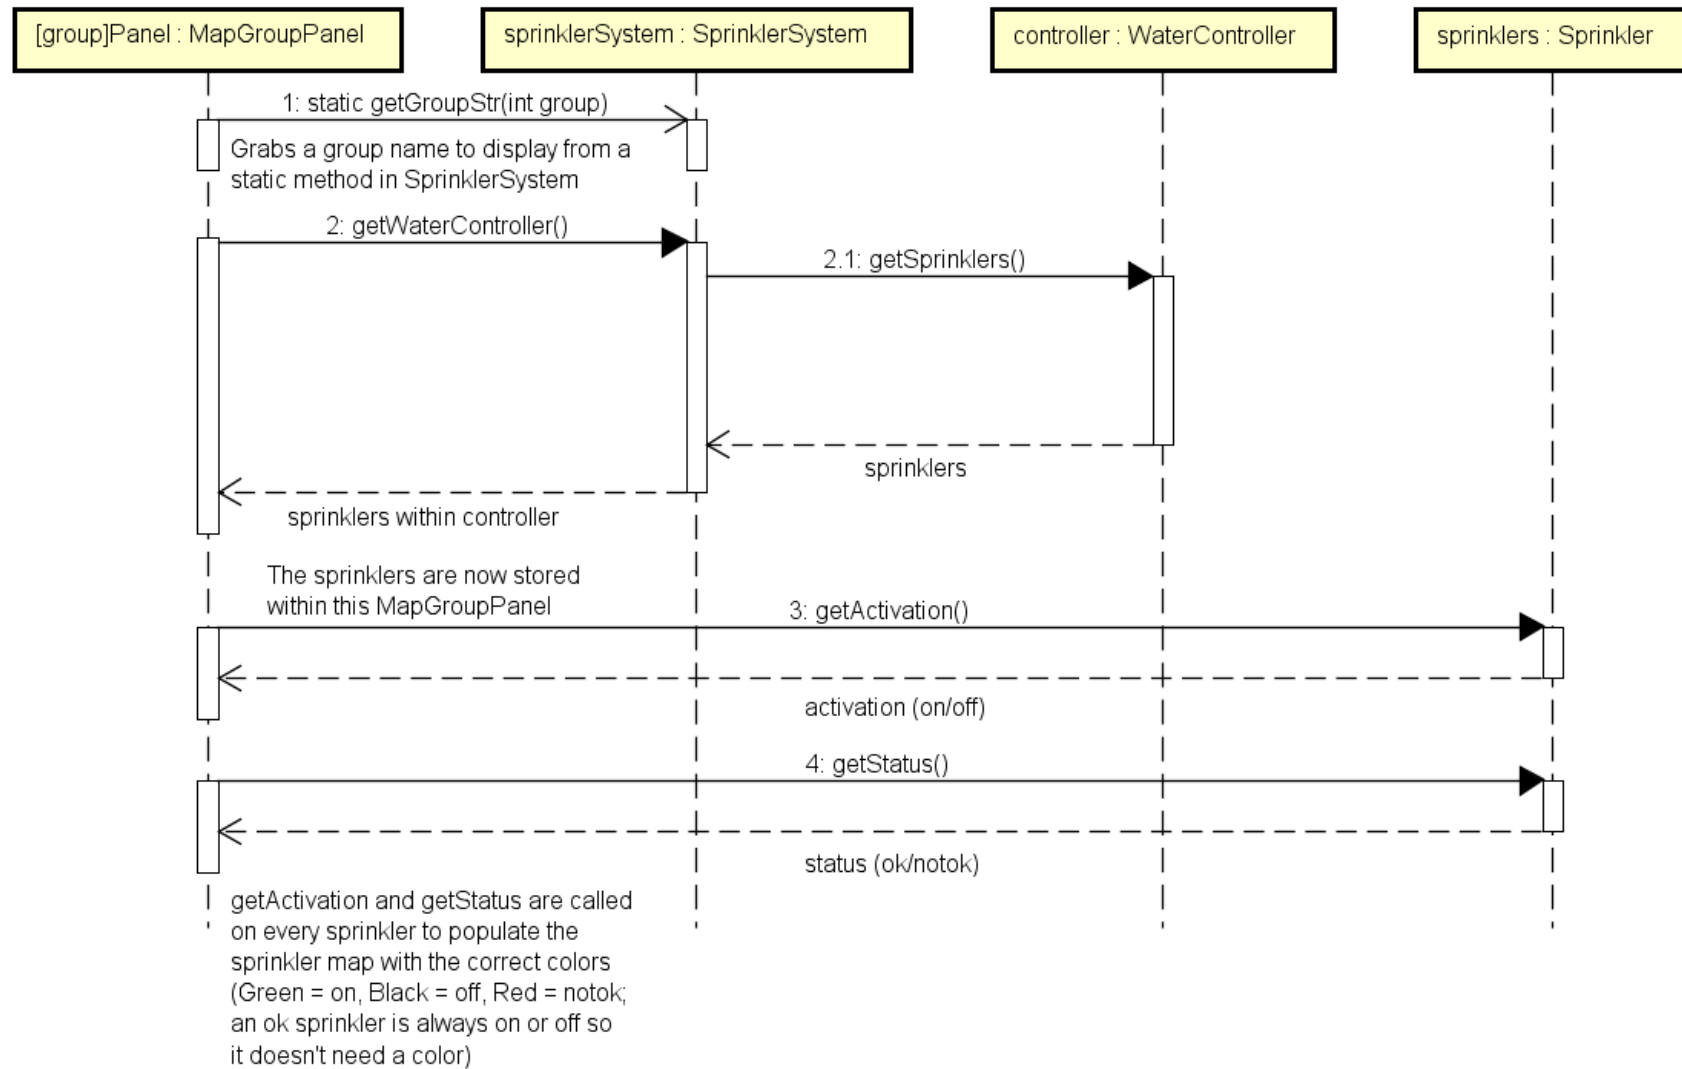 [group]Panel : MapGroupPanel
sprinklerSystem : SprinklerSystem
controller : WaterController
sprinklers : Sprinkler
1: static getGroupStr(int group)
Grabs a group name to display from a
static method in SprinklerSystem
2: getWaterController()
2.1: getSprinklers()
sprinklers
sprinklers within controller
The sprinklers are now stored
within this MapGroupPanel
3: getActivation()
activation (on/off)
4: getStatus()
status (ok/notok)
getActivation and getStatus are called
on every sprinkler to populate the
sprinkler map with the correct colors
(Green = on, Black = off, Red = notok;
an ok sprinkler is always on or off so
it doesn't need a color)